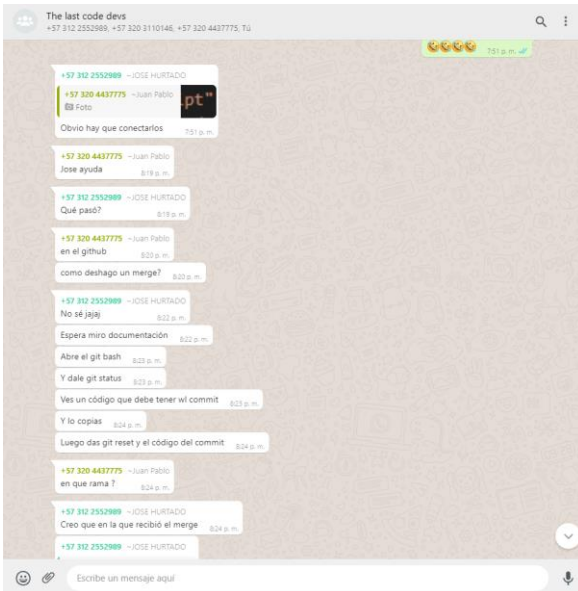 The last code devs
+57 312 2552989, +57 320 3110146, +57 320 4437775, Tú
7:51 p. m.
+57 312 2552989 ~JOSE HURTADO
+57 320 4437775 ~Juan Pablo
Foto
pt"
Obvio hay que conectarlos
7:51 p. m.
+57 320 4437775 ~Juan Pablo
Jose ayuda
8:19 p. m.
+57 312 2552989 ~JOSE HURTADO
Qué pasó?
8:19 p. m.
+57 320 4437775 ~Juan Pablo
en el github
8:20 p. m.
como deshago un merge?
8:20 p. m.
+57 312 2552989 ~JOSE HURTADO
No sé jajaj
8:22 p. m.
Espera miro documentación
8:22 p. m.
Abre el git bash
8:23 p. m.
Y dale git status
8:23 p. m.
Ves un código que debe tener wl commit
8:23 p. m.
Y lo copias
8:24 p. m.
Luego das git reset y el código del commit
8:24 p. m.
+57 320 4437775 ~Juan Pablo
en que rama ?
8:24 p. m.
+57 312 2552989 ~JOSE HURTADO
Creo que en la que recibió el merge
8:24 p. m.
+57 312 2552989 ~JOSE HURTADO
Escribe un mensaje aquí